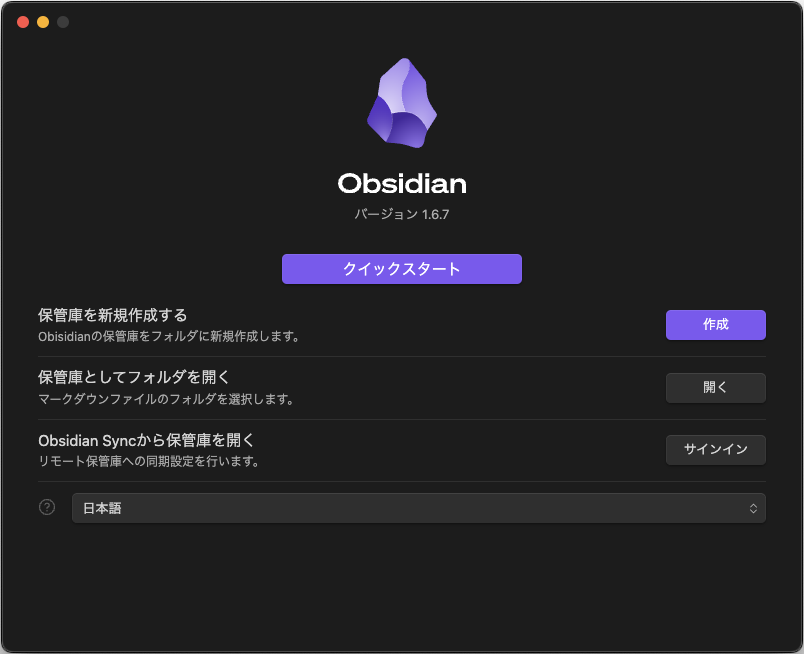 Obsidian
バージョン 1.6.7
クイックスタート
保管庫を新規作成する
Obisidianの保管庫をフォルダに新規作成します。
作成
保管庫としてフォルダを開く
マークダウンファイルのフォルダを選択します。
開く
Obsidian Syncから保管庫を開く
リモート保管庫への同期設定を行います。
サインイン
?
日本語